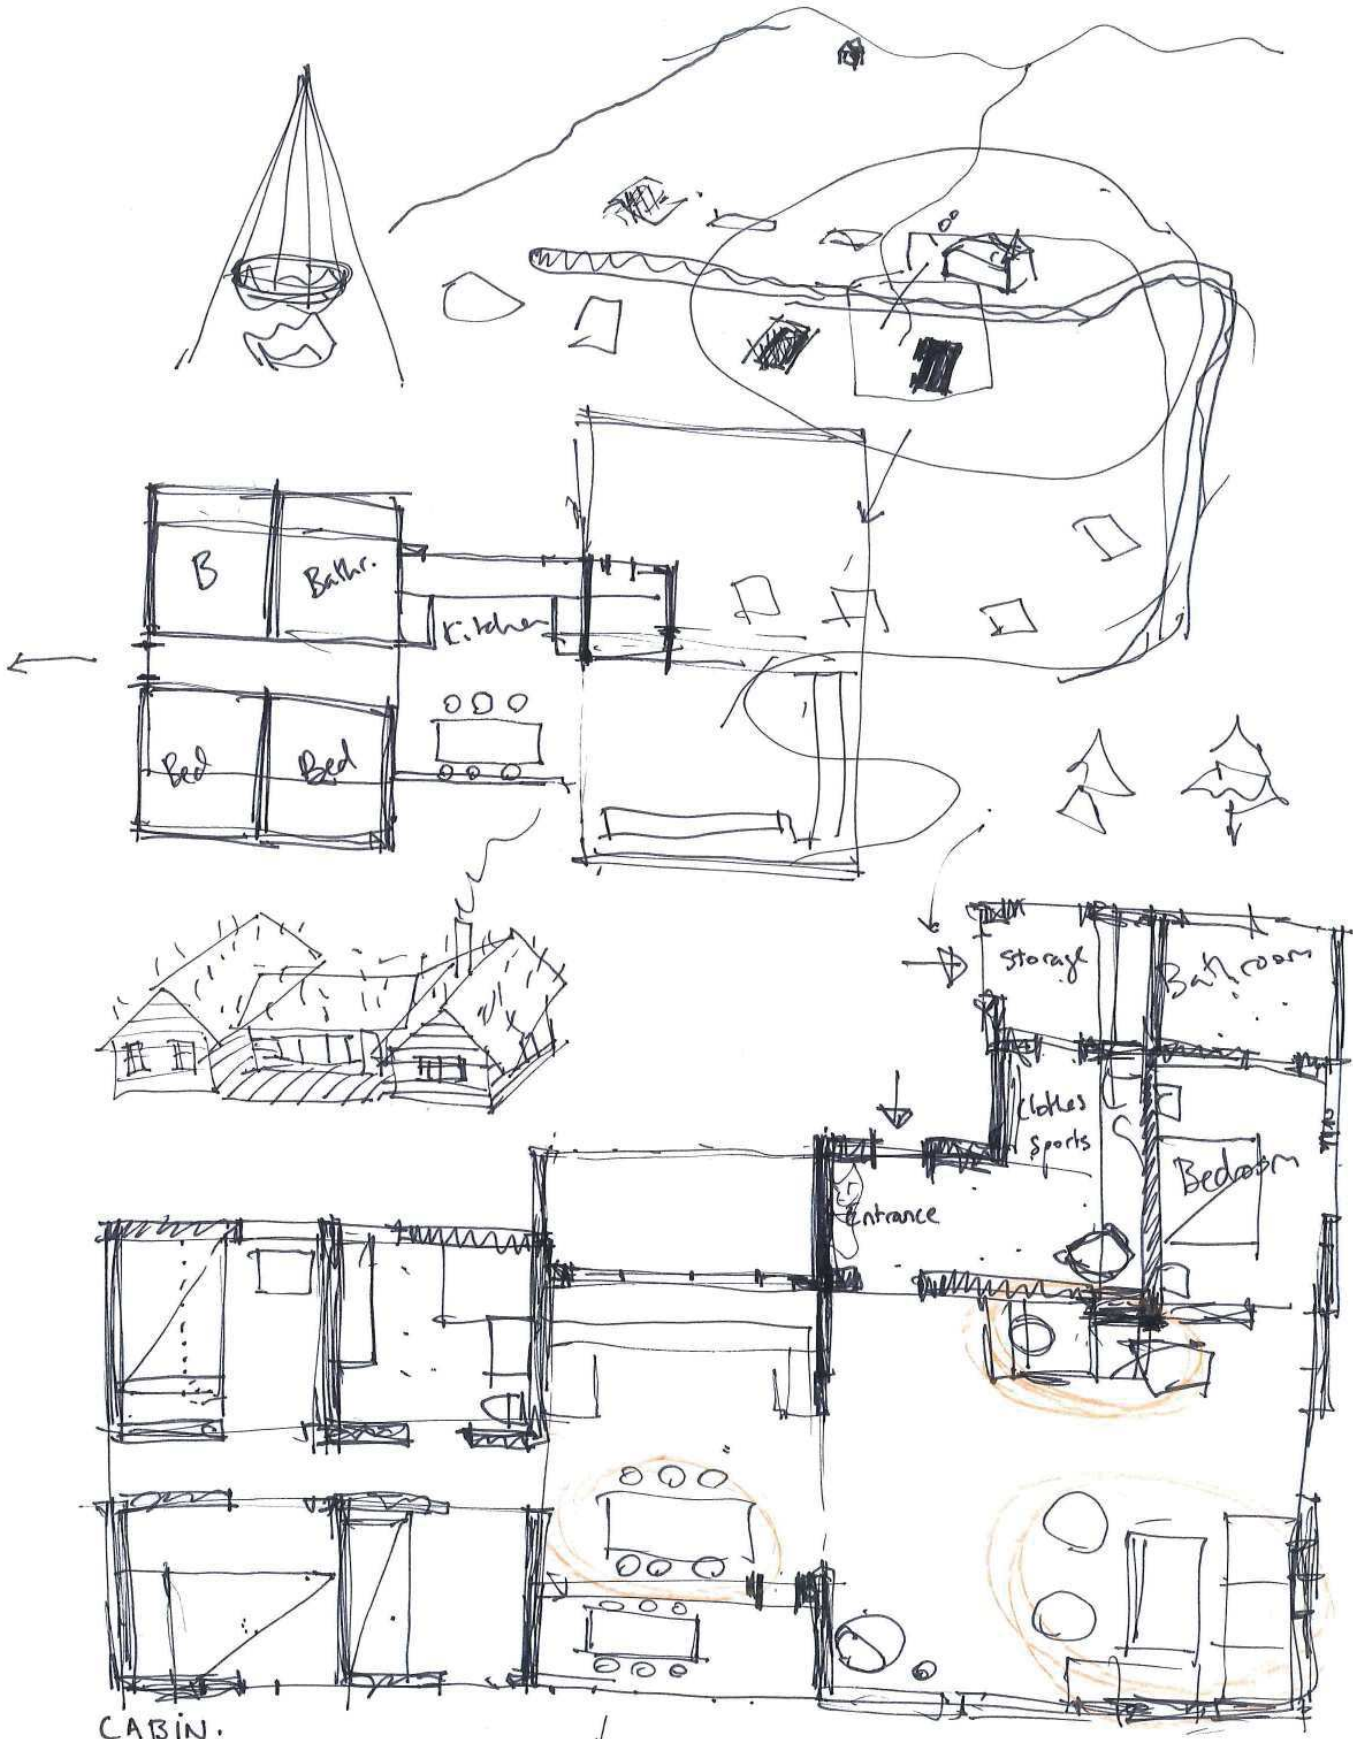 B
Bathr.
Kitchen
Bed
Bed
Storage
Bathroom
Clothes
Sports
Bedroom
Entrance
CABIN.